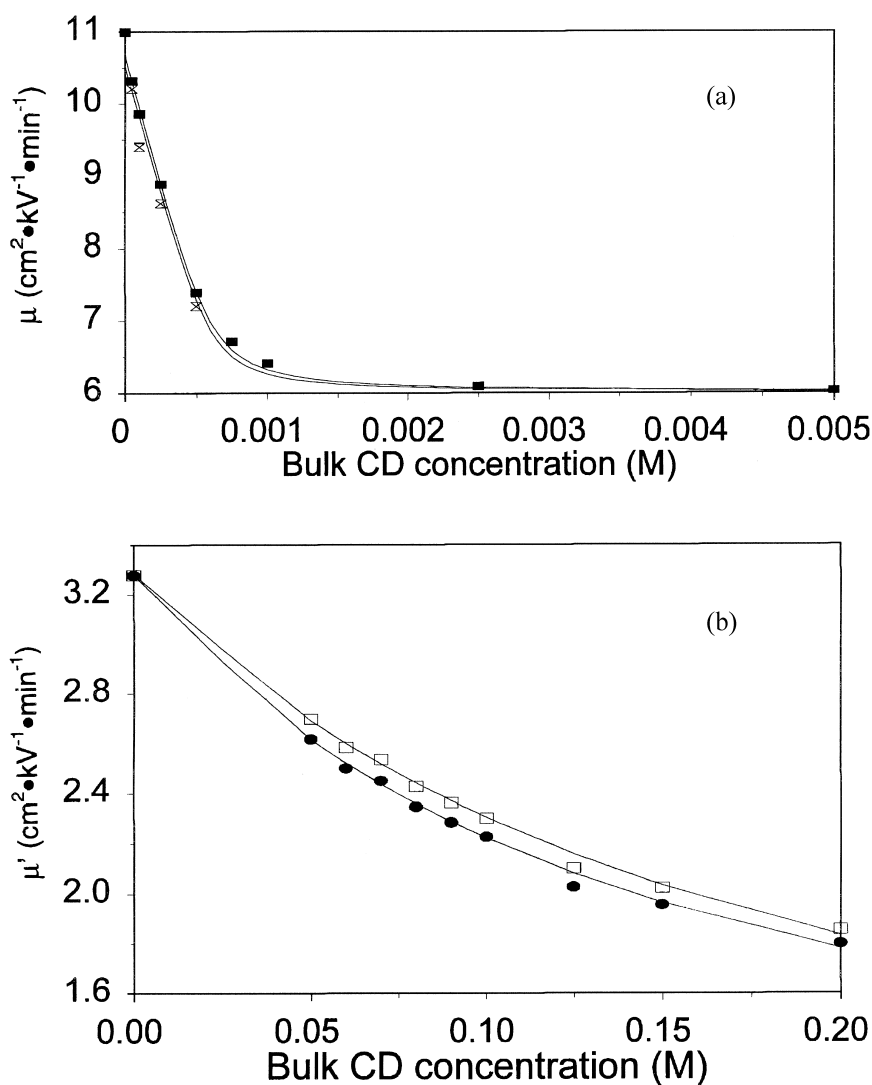 11
10
9
8
7
6
μ (cm²•kV⁻¹•min⁻¹)
(a)
0 0.001 0.002 0.003 0.004 0.005
Bulk CD concentration (M)
3.2
2.8
2.4
2.0
1.6
μ' (cm²•kV⁻¹•min⁻¹)
(b)
0.00 0.05 0.10 0.15 0.20
Bulk CD concentration (M)